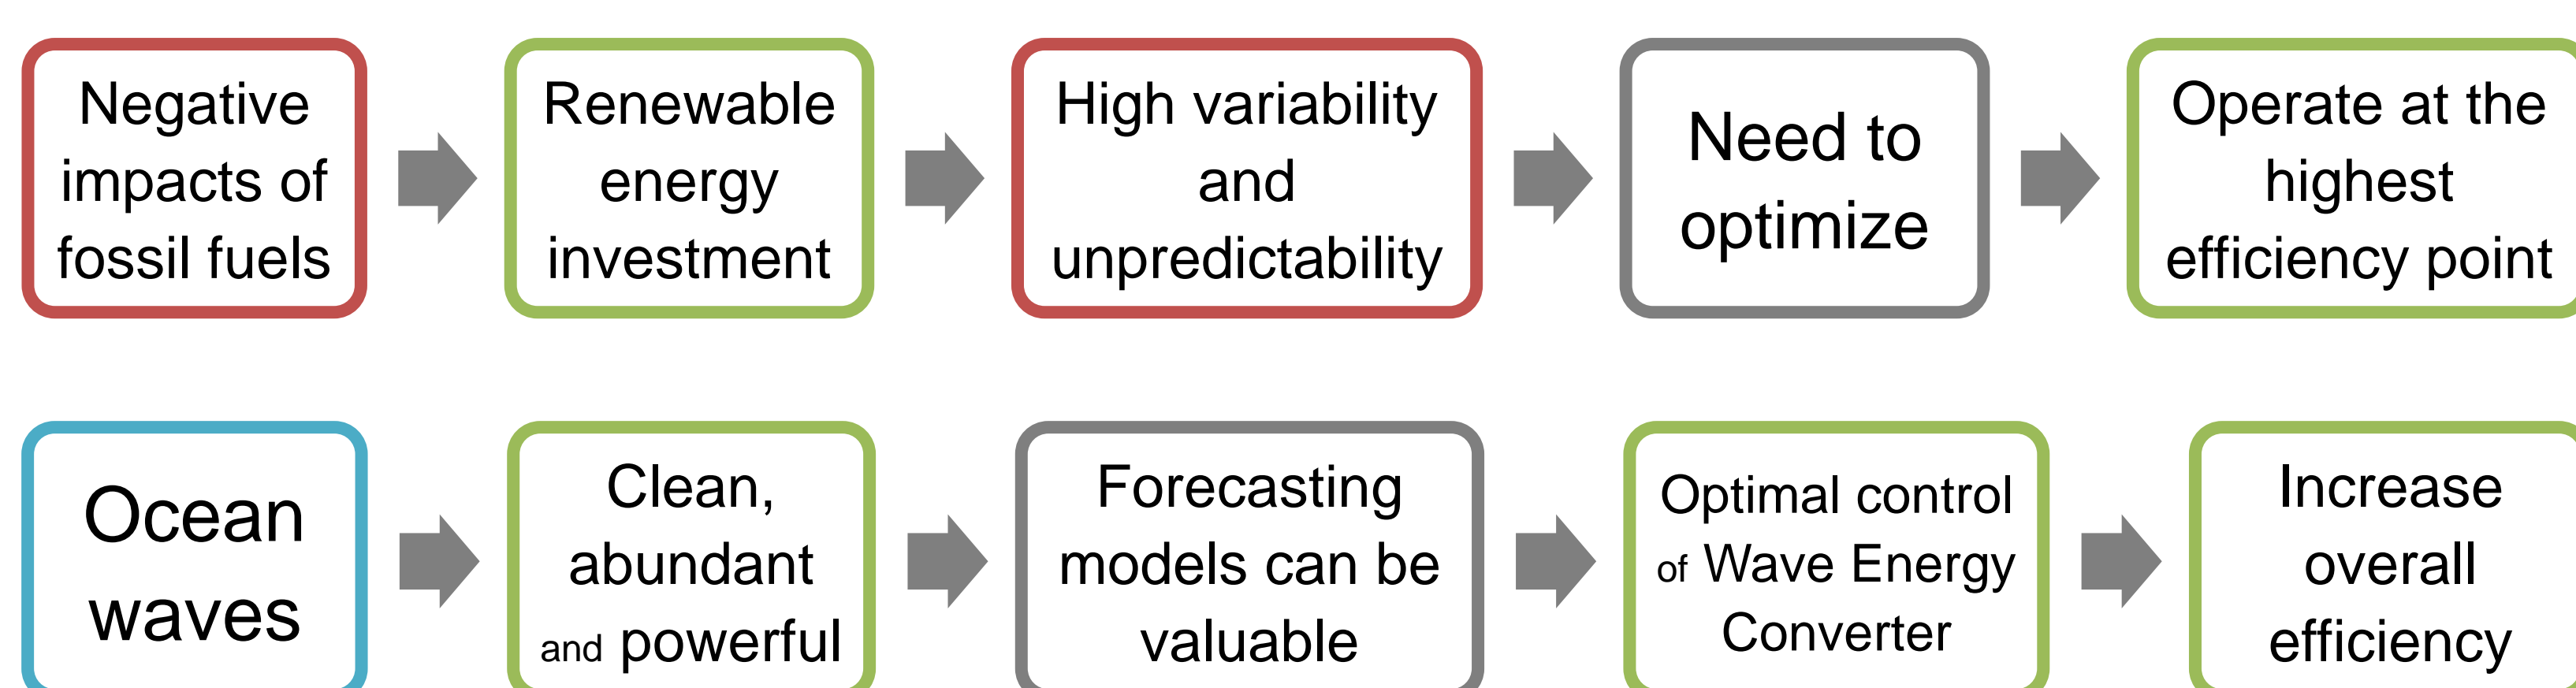 Negative
impacts of
fossil fuels
Renewable
energy
investment
High variability
and
unpredictability
Need to
optimize
Operate at the
highest
efficiency point
Ocean
waves
Clean,
abundant
and powerful
Forecasting
models can be
valuable
Optimal control
of Wave Energy
Converter
Increase
overall
efficiency